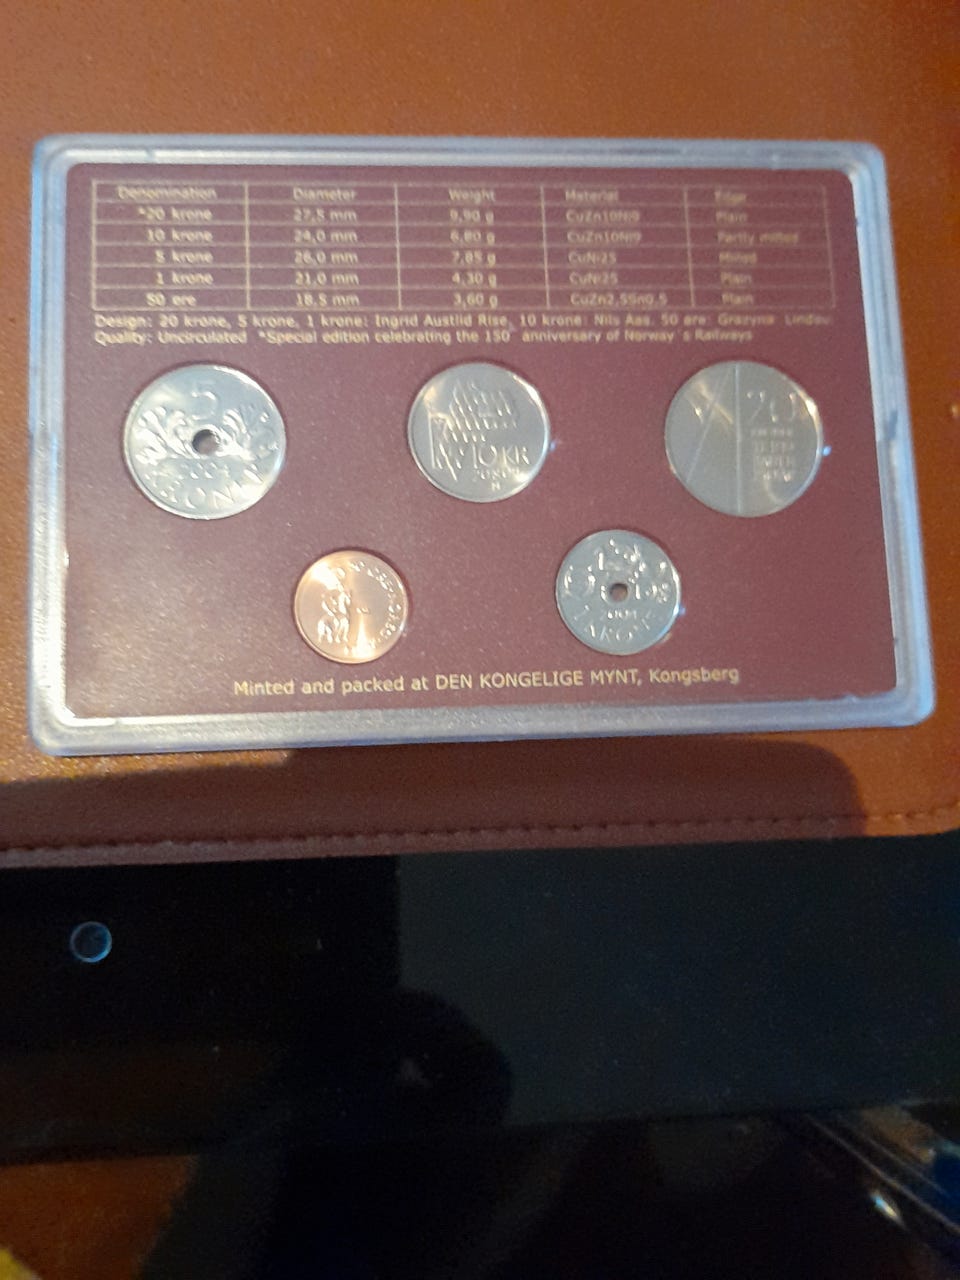 Denomination Diameter Weight Material Edge
*20 krone 27,5 mm 9,90 g CuZn10Ni9 Plain
10 krone 24,0 mm 6,80 g CuZn10Ni9 Partly milled
5 krone 26,0 mm 7,85 g CuNi25 Milled
1 krone 21,0 mm 4,30 g CuNi25 Plain
50 øre 18,5 mm 3,60 g CuZn2,5Sn0,5 Plain
Design: 20 krone, 5 krone, 1 krone: Ingrid Austlid Rise, 10 krone: Nils Aas. 50 øre: Grazyna Lindau
Quality: Uncirculated *Special edition celebrating the 150 anniversary of Norway s Railways
5
10 KR
20
2004
Minted and packed at DEN KONGELIGE MYNT, Kongsberg